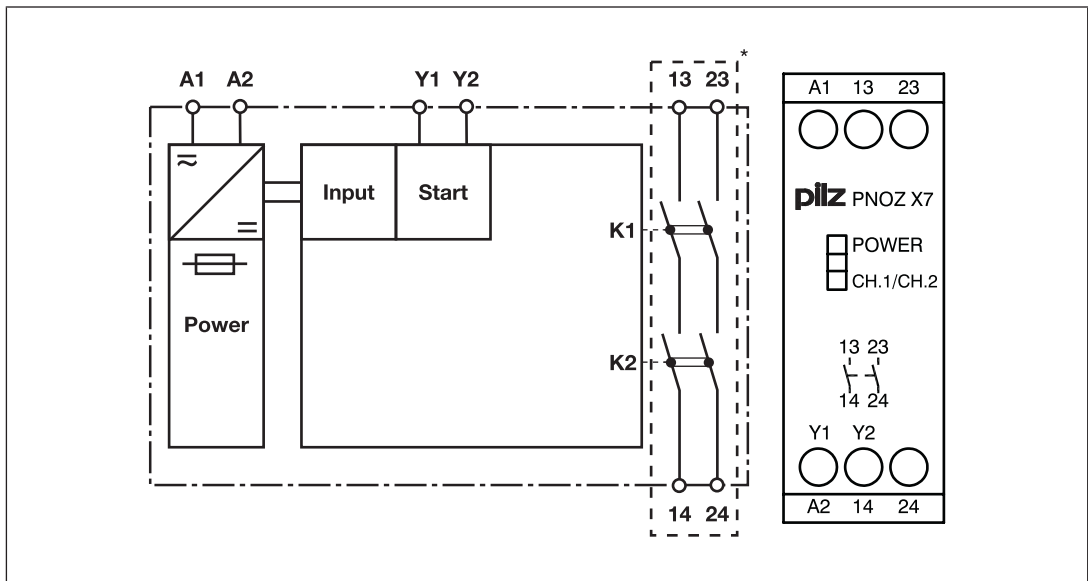 A1 A2 Y1 Y2 13 23 *
Input Start
K1
Power
K2
14 24
A1 13 23
pilz PNOZ X7
POWER
CH.1/CH.2
13 23
14 24
Y1 Y2
A2 14 24